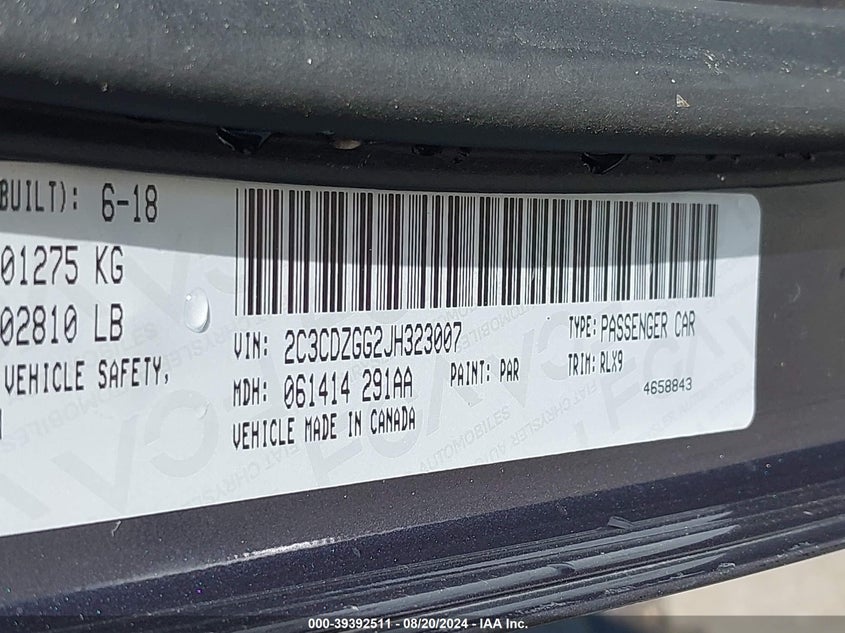 BUILT): 6-18
01275 KG
02810 LB
VEHICLE SAFETY,
VIN: 2C3CDZGG2JH323007
TYPE: PASSENGER CAR
MDH: 061414 291AA
PAINT: PAR
TRIM: RLX9
VEHICLE MADE IN CANADA
4658843
000-39392511 - 08/20/2024 - IAA Inc.